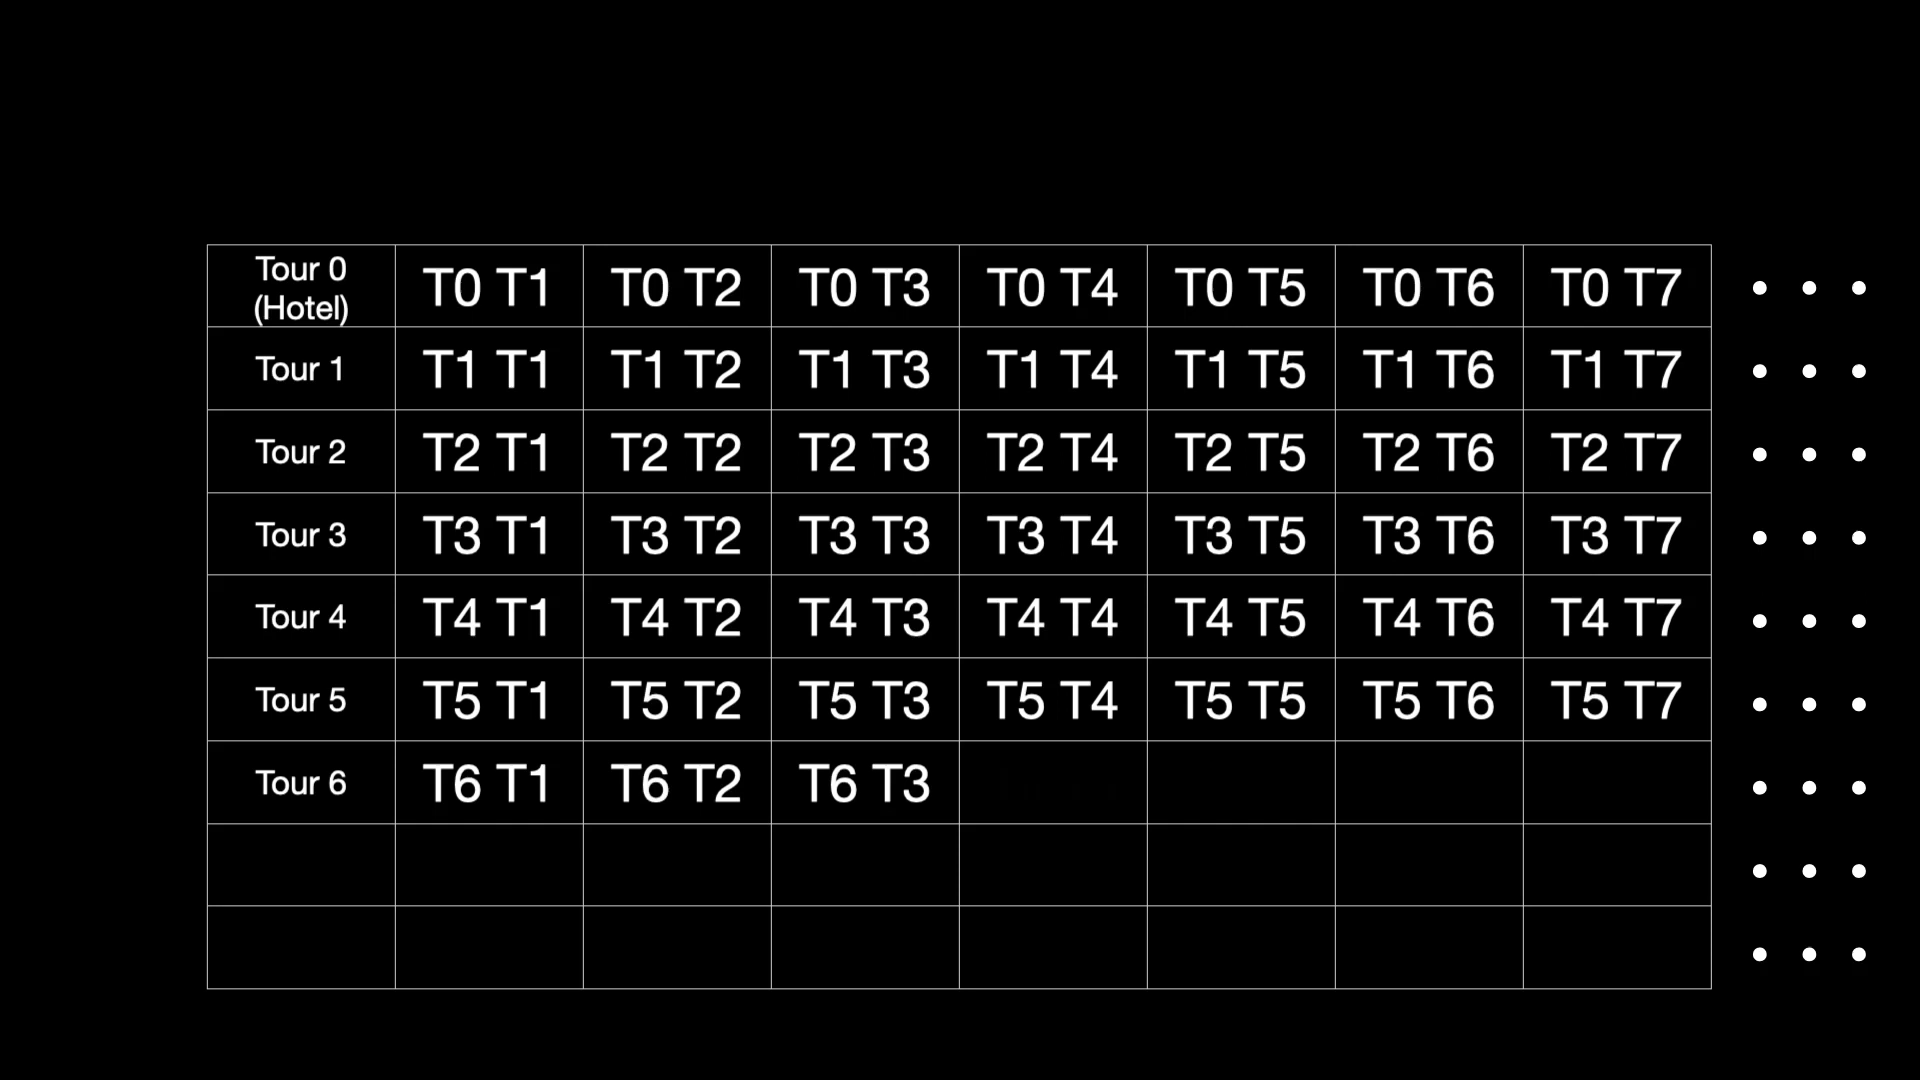 Tour 0
(Hotel)
T0 T1
T0 T2
T0 T3
T0 T4
T0 T5
T0 T6
T0 T7
Tour 1
T1 T1
T1 T2
T1 T3
T1 T4
T1 T5
T1 T6
T1 T7
Tour 2
T2 T1
T2 T2
T2 T3
T2 T4
T2 T5
T2 T6
T2 T7
Tour 3
T3 T1
T3 T2
T3 T3
T3 T4
T3 T5
T3 T6
T3 T7
Tour 4
T4 T1
T4 T2
T4 T3
T4 T4
T4 T5
T4 T6
T4 T7
Tour 5
T5 T1
T5 T2
T5 T3
T5 T4
T5 T5
T5 T6
T5 T7
Tour 6
T6 T1
T6 T2
T6 T3